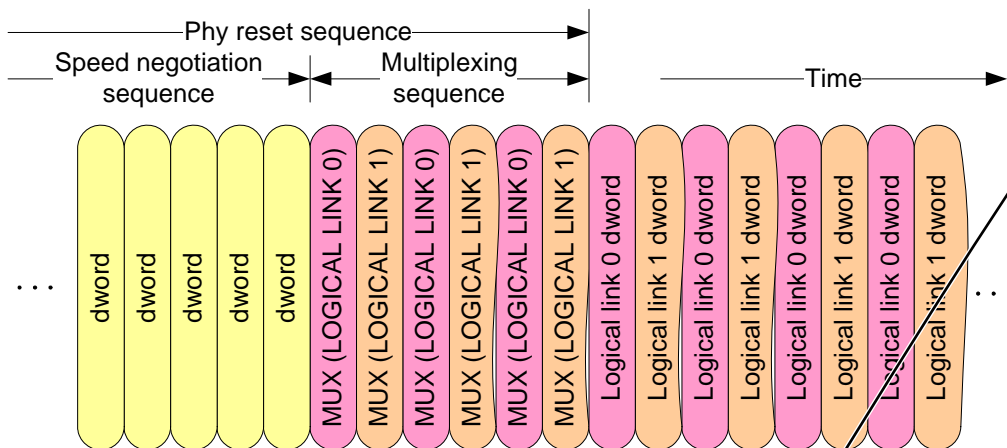 Phy reset sequence
Speed negotiation
sequence
Multiplexing
sequence
Time
. . .
dword
dword
dword
dword
dword
MUX (LOGICAL LINK 0)
MUX (LOGICAL LINK 1)
MUX (LOGICAL LINK 0)
MUX (LOGICAL LINK 1)
MUX (LOGICAL LINK 0)
MUX (LOGICAL LINK 1)
Logical link 0 dword
Logical link 1 dword
Logical link 0 dword
Logical link 1 dword
Logical link 0 dword
Logical link 1 dword
Logical link 0 dword
Logical link 1 dword
. .